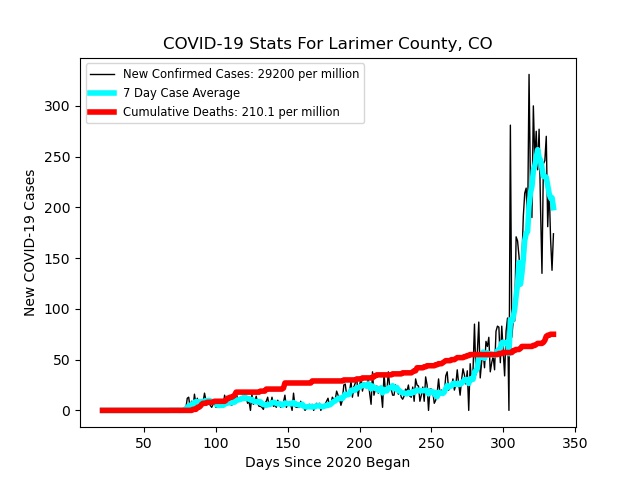 COVID-19 Stats For Larimer County, CO
New Confirmed Cases: 29200 per million
7 Day Case Average
Cumulative Deaths: 210.1 per million
New COVID-19 Cases
300
250
200
150
100
50
0
50
100
150
200
250
300
350
Days Since 2020 Began